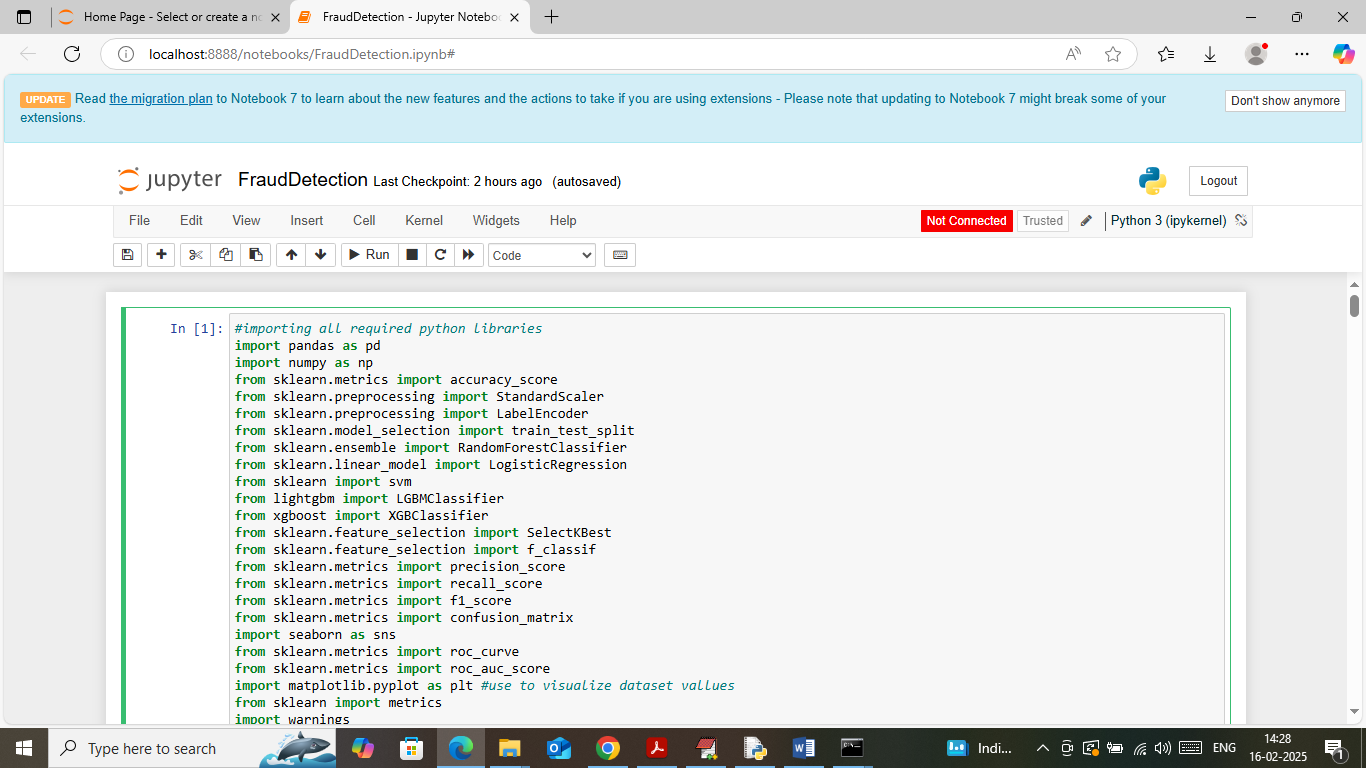 Home Page - Select or create a n
FraudDetection - Jupyter Notebo
localhost:8888/notebooks/FraudDetection.ipynb#
UPDATE Read the migration plan to Notebook 7 to learn about the new features and the actions to take if you are using extensions - Please note that updating to Notebook 7 might break some of your
extensions.
Don't show anymore
jupyter FraudDetection Last Checkpoint: 2 hours ago (autosaved)
Logout
File Edit View Insert Cell Kernel Widgets Help
Not Connected Trusted Python 3 (ipykernel)
Run Code
In [1]: #importing all required python libraries
import pandas as pd
import numpy as np
from sklearn.metrics import accuracy_score
from sklearn.preprocessing import StandardScaler
from sklearn.preprocessing import LabelEncoder
from sklearn.model_selection import train_test_split
from sklearn.ensemble import RandomForestClassifier
from sklearn.linear_model import LogisticRegression
from sklearn import svm
from lightgbm import LGBMClassifier
from xgboost import XGBClassifier
from sklearn.feature_selection import SelectKBest
from sklearn.feature_selection import f_classif
from sklearn.metrics import precision_score
from sklearn.metrics import recall_score
from sklearn.metrics import f1_score
from sklearn.metrics import confusion_matrix
import seaborn as sns
from sklearn.metrics import roc_curve
from sklearn.metrics import roc_auc_score
import matplotlib.pyplot as plt #use to visualize dataset vallues
from sklearn import metrics
import warnings
Type here to search
Indi...
ENG
14:28
16-02-2025
1